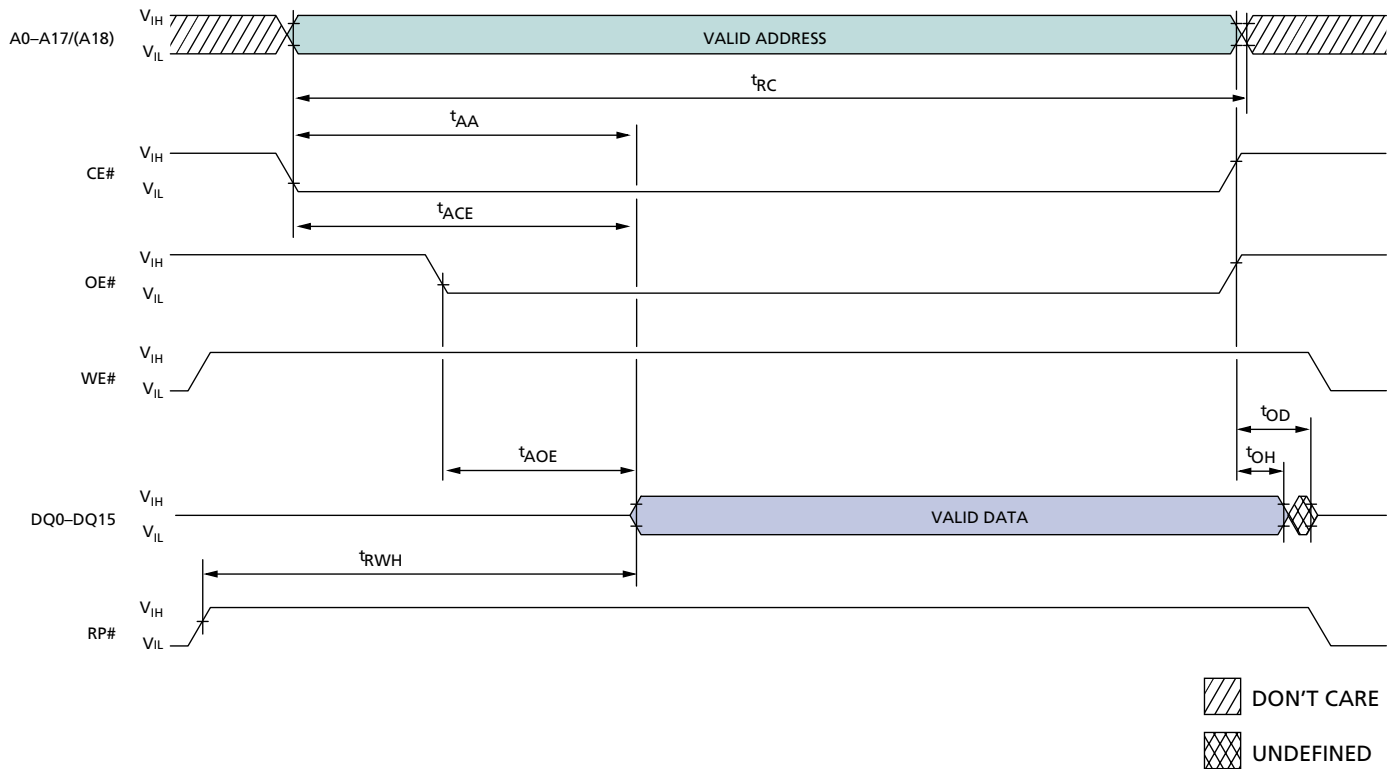 VIH
A0–A17/(A18)
VIL
VALID ADDRESS
tRC
tAA
VIH
CE#
VIL
tACE
VIH
OE#
VIL
VIH
WE#
VIL
tOD
tAOE
tOH
VIH
DQ0–DQ15
VIL
VALID DATA
tRWH
VIH
RP#
VIL
DON'T CARE
UNDEFINED